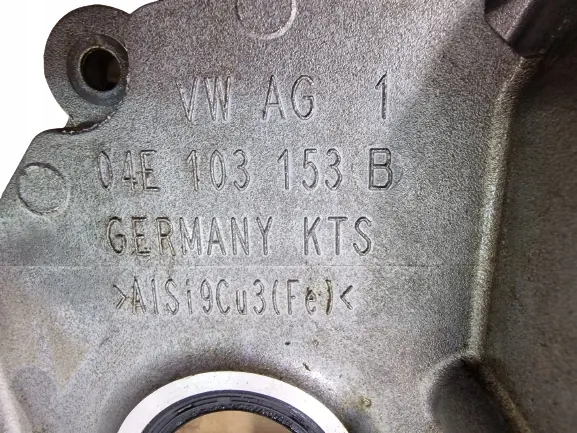 VW AG 1
04E 103 153 B
GERMANY KTS
>AlSi9Cu3(Fe)<